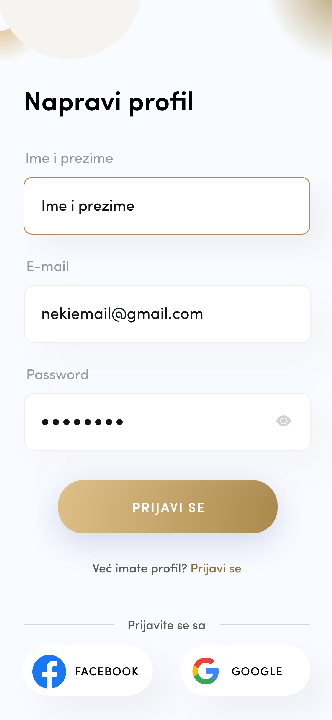 Napravi profil
Ime i prezime
Ime i prezime
E-mail
nekiemail@gmail.com
Password
PRIJAVI SE
Već imate profil? Prijavi se
Prijavite se sa
FACEBOOK
GOOGLE